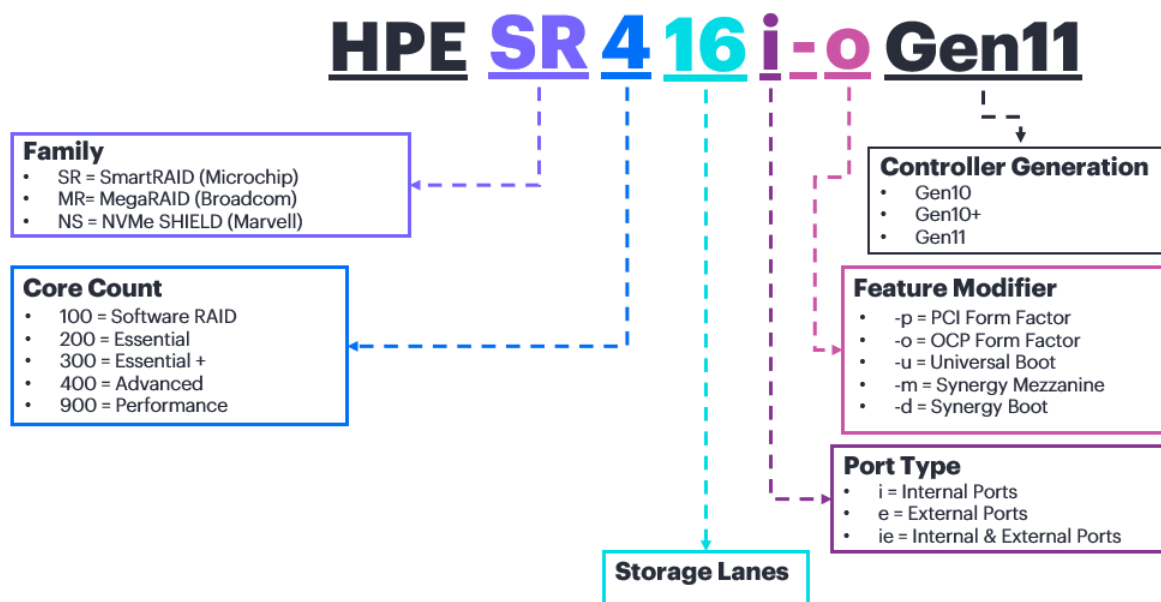 HPE SR 4 16 i - o Gen11
Family
• SR = SmartRAID (Microchip)
• MR= MegaRAID (Broadcom)
• NS = NVMe SHIELD (Marvell)
Core Count
• 100 = Software RAID
• 200 = Essential
• 300 = Essential +
• 400 = Advanced
• 900 = Performance
Controller Generation
• Gen10
• Gen10+
• Gen11
Feature Modifier
• -p = PCI Form Factor
• -o = OCP Form Factor
• -u = Universal Boot
• -m = Synergy Mezzanine
• -d = Synergy Boot
Port Type
• i = Internal Ports
• e = External Ports
• ie = Internal & External Ports
Storage Lanes